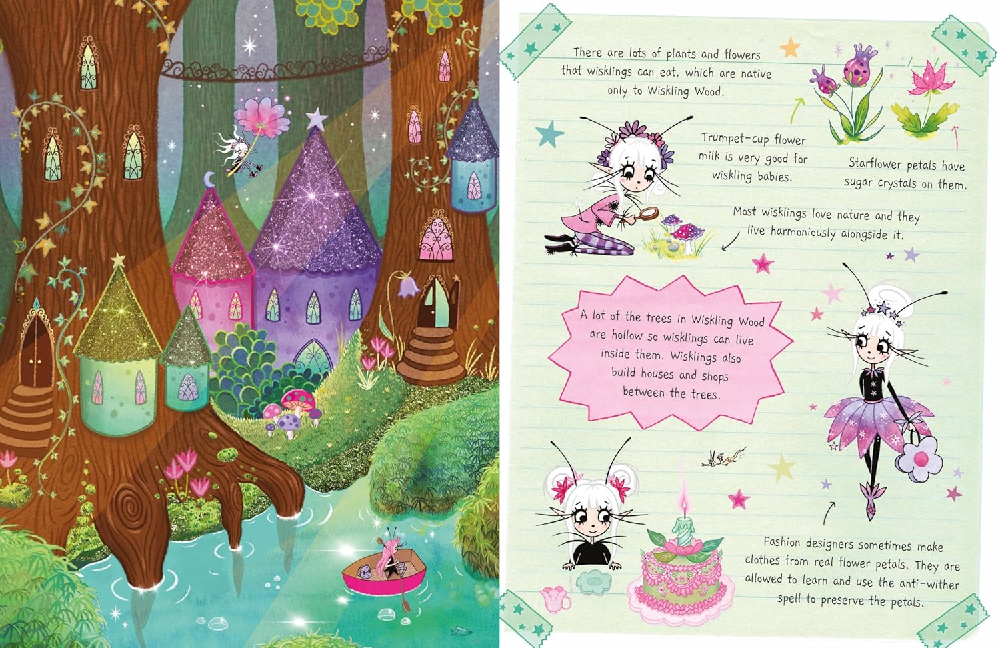 There are lots of plants and flowers
that wisklings can eat, which are native
only to Wiskling Wood.
Trumpet-cup flower
milk is very good for
wiskling babies.
Starflower petals have
sugar crystals on them.
Most wisklings love nature and they
live harmoniously alongside it.
A lot of the trees in Wiskling Wood
are hollow so wisklings can live
inside them. Wisklings also
build houses and shops
between the trees.
Fashion designers sometimes make
clothes from real flower petals. They are
allowed to learn and use the anti-wither
spell to preserve the petals.